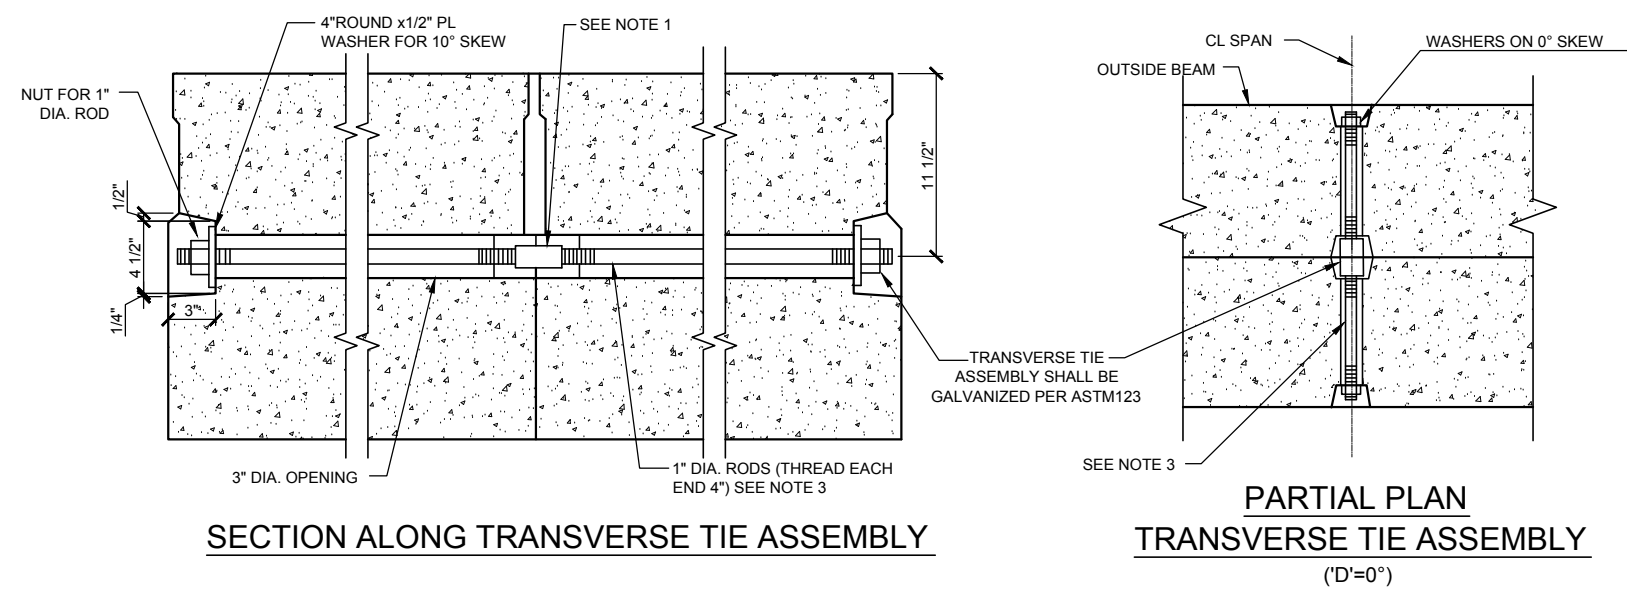 4"ROUND x1/2" PL
WASHER FOR 10° SKEW
SEE NOTE 1
NUT FOR 1"
DIA. ROD
1/2"
4 1/2"
1/4"
3"
11 1/2"
3" DIA. OPENING
1" DIA. RODS (THREAD EACH
END 4") SEE NOTE 3
TRANSVERSE TIE
ASSEMBLY SHALL BE
GALVANIZED PER ASTM123
SECTION ALONG TRANSVERSE TIE ASSEMBLY
CL SPAN
WASHERS ON 0° SKEW
OUTSIDE BEAM
SEE NOTE 3
PARTIAL PLAN
TRANSVERSE TIE ASSEMBLY
('D'=0°)